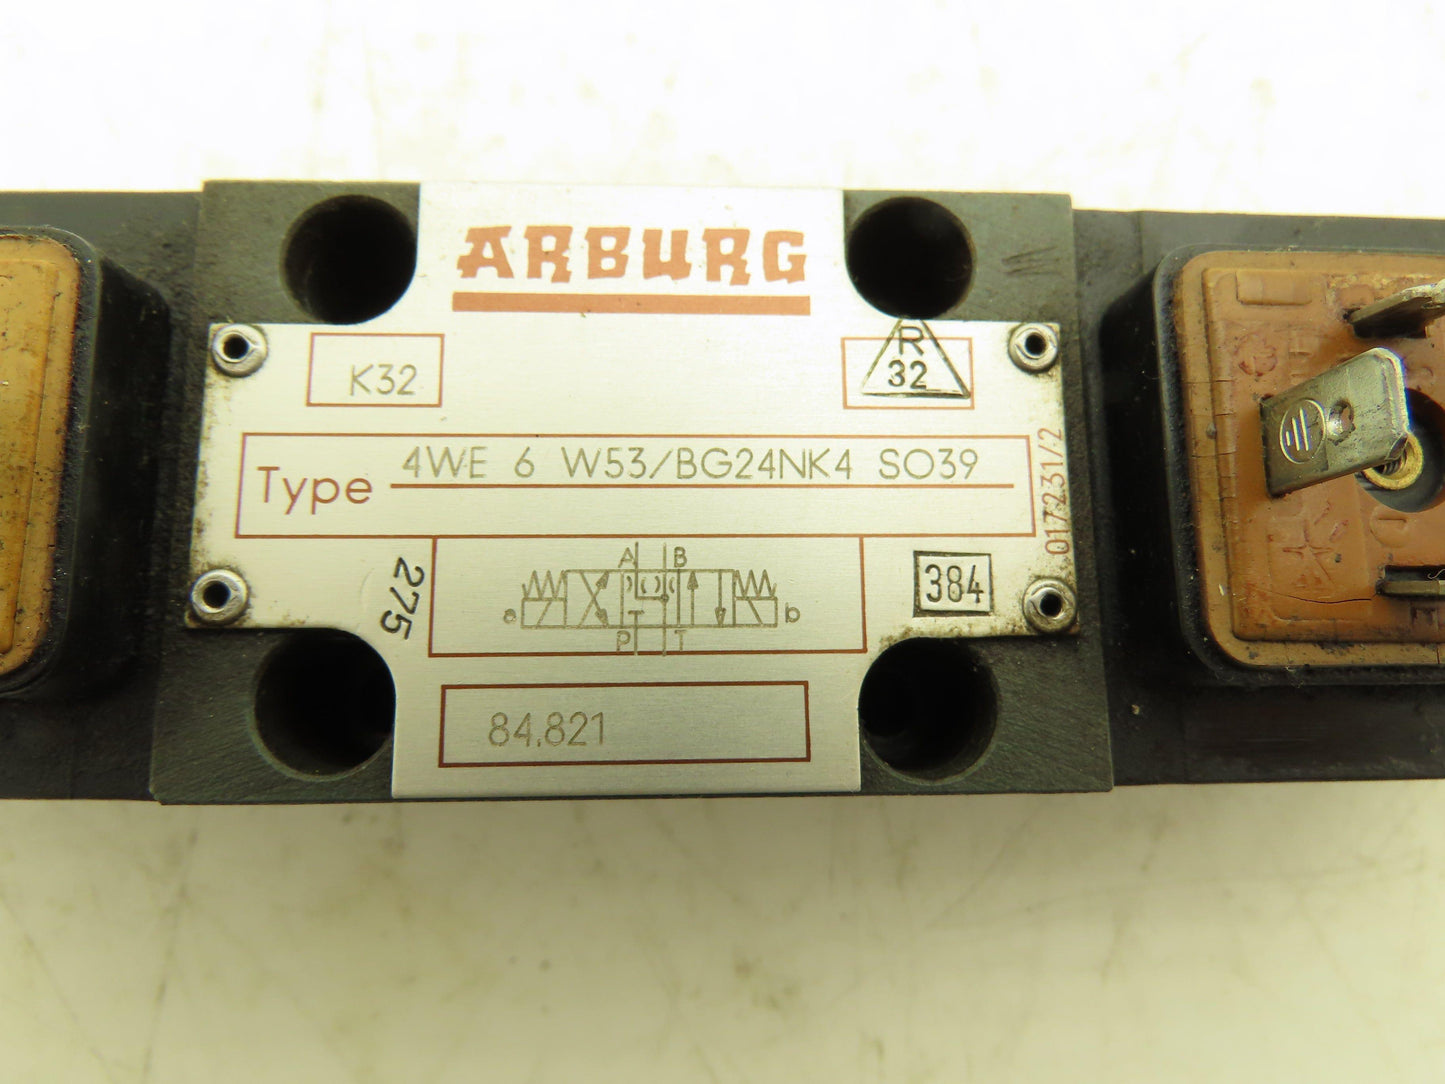 ARBURG
K32
R
32
Type 4WE 6 W53/BG24NK4 SO39
017231/2
275
A B
a b
P T
384
84.821